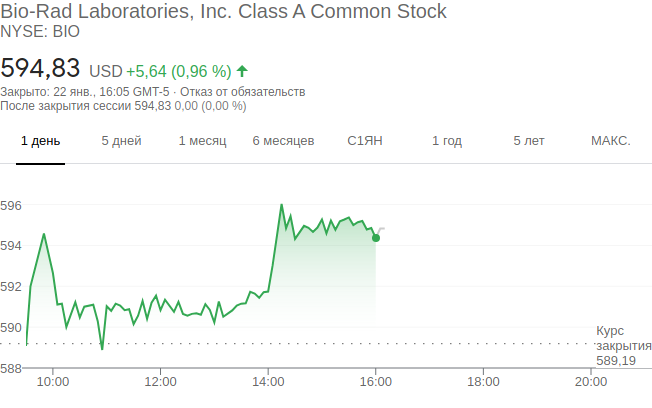 Bio-Rad Laboratories, Inc. Class A Common Stock
NYSE: BIO
594,83 USD +5,64 (0,96 %)
Закрыто: 22 янв., 16:05 GMT-5 · Отказ от обязательств
После закрытия сессии 594,83 0,00 (0,00 %)
1 день 5 дней 1 месяц 6 месяцев С1ЯН 1 год 5 лет МАКС.
596
594
592
590
588
Курс
закрытия
589,19
10:00 12:00 14:00 16:00 18:00 20:00